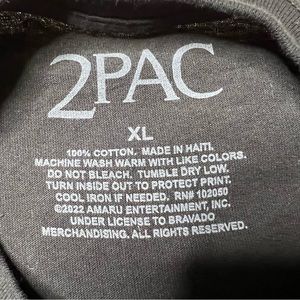 2PAC
XL
100% COTTON. MADE IN HAITI.
MACHINE WASH WARM WITH LIKE COLORS.
DO NOT BLEACH. TUMBLE DRY LOW.
TURN INSIDE OUT TO PROTECT PRINT.
COOL IRON IF NEEDED. RN# 102050
©2022 AMARU ENTERTAINMENT, INC.
UNDER LICENSE TO BRAVADO
MERCHANDISING. ALL RIGHTS RESERVED.